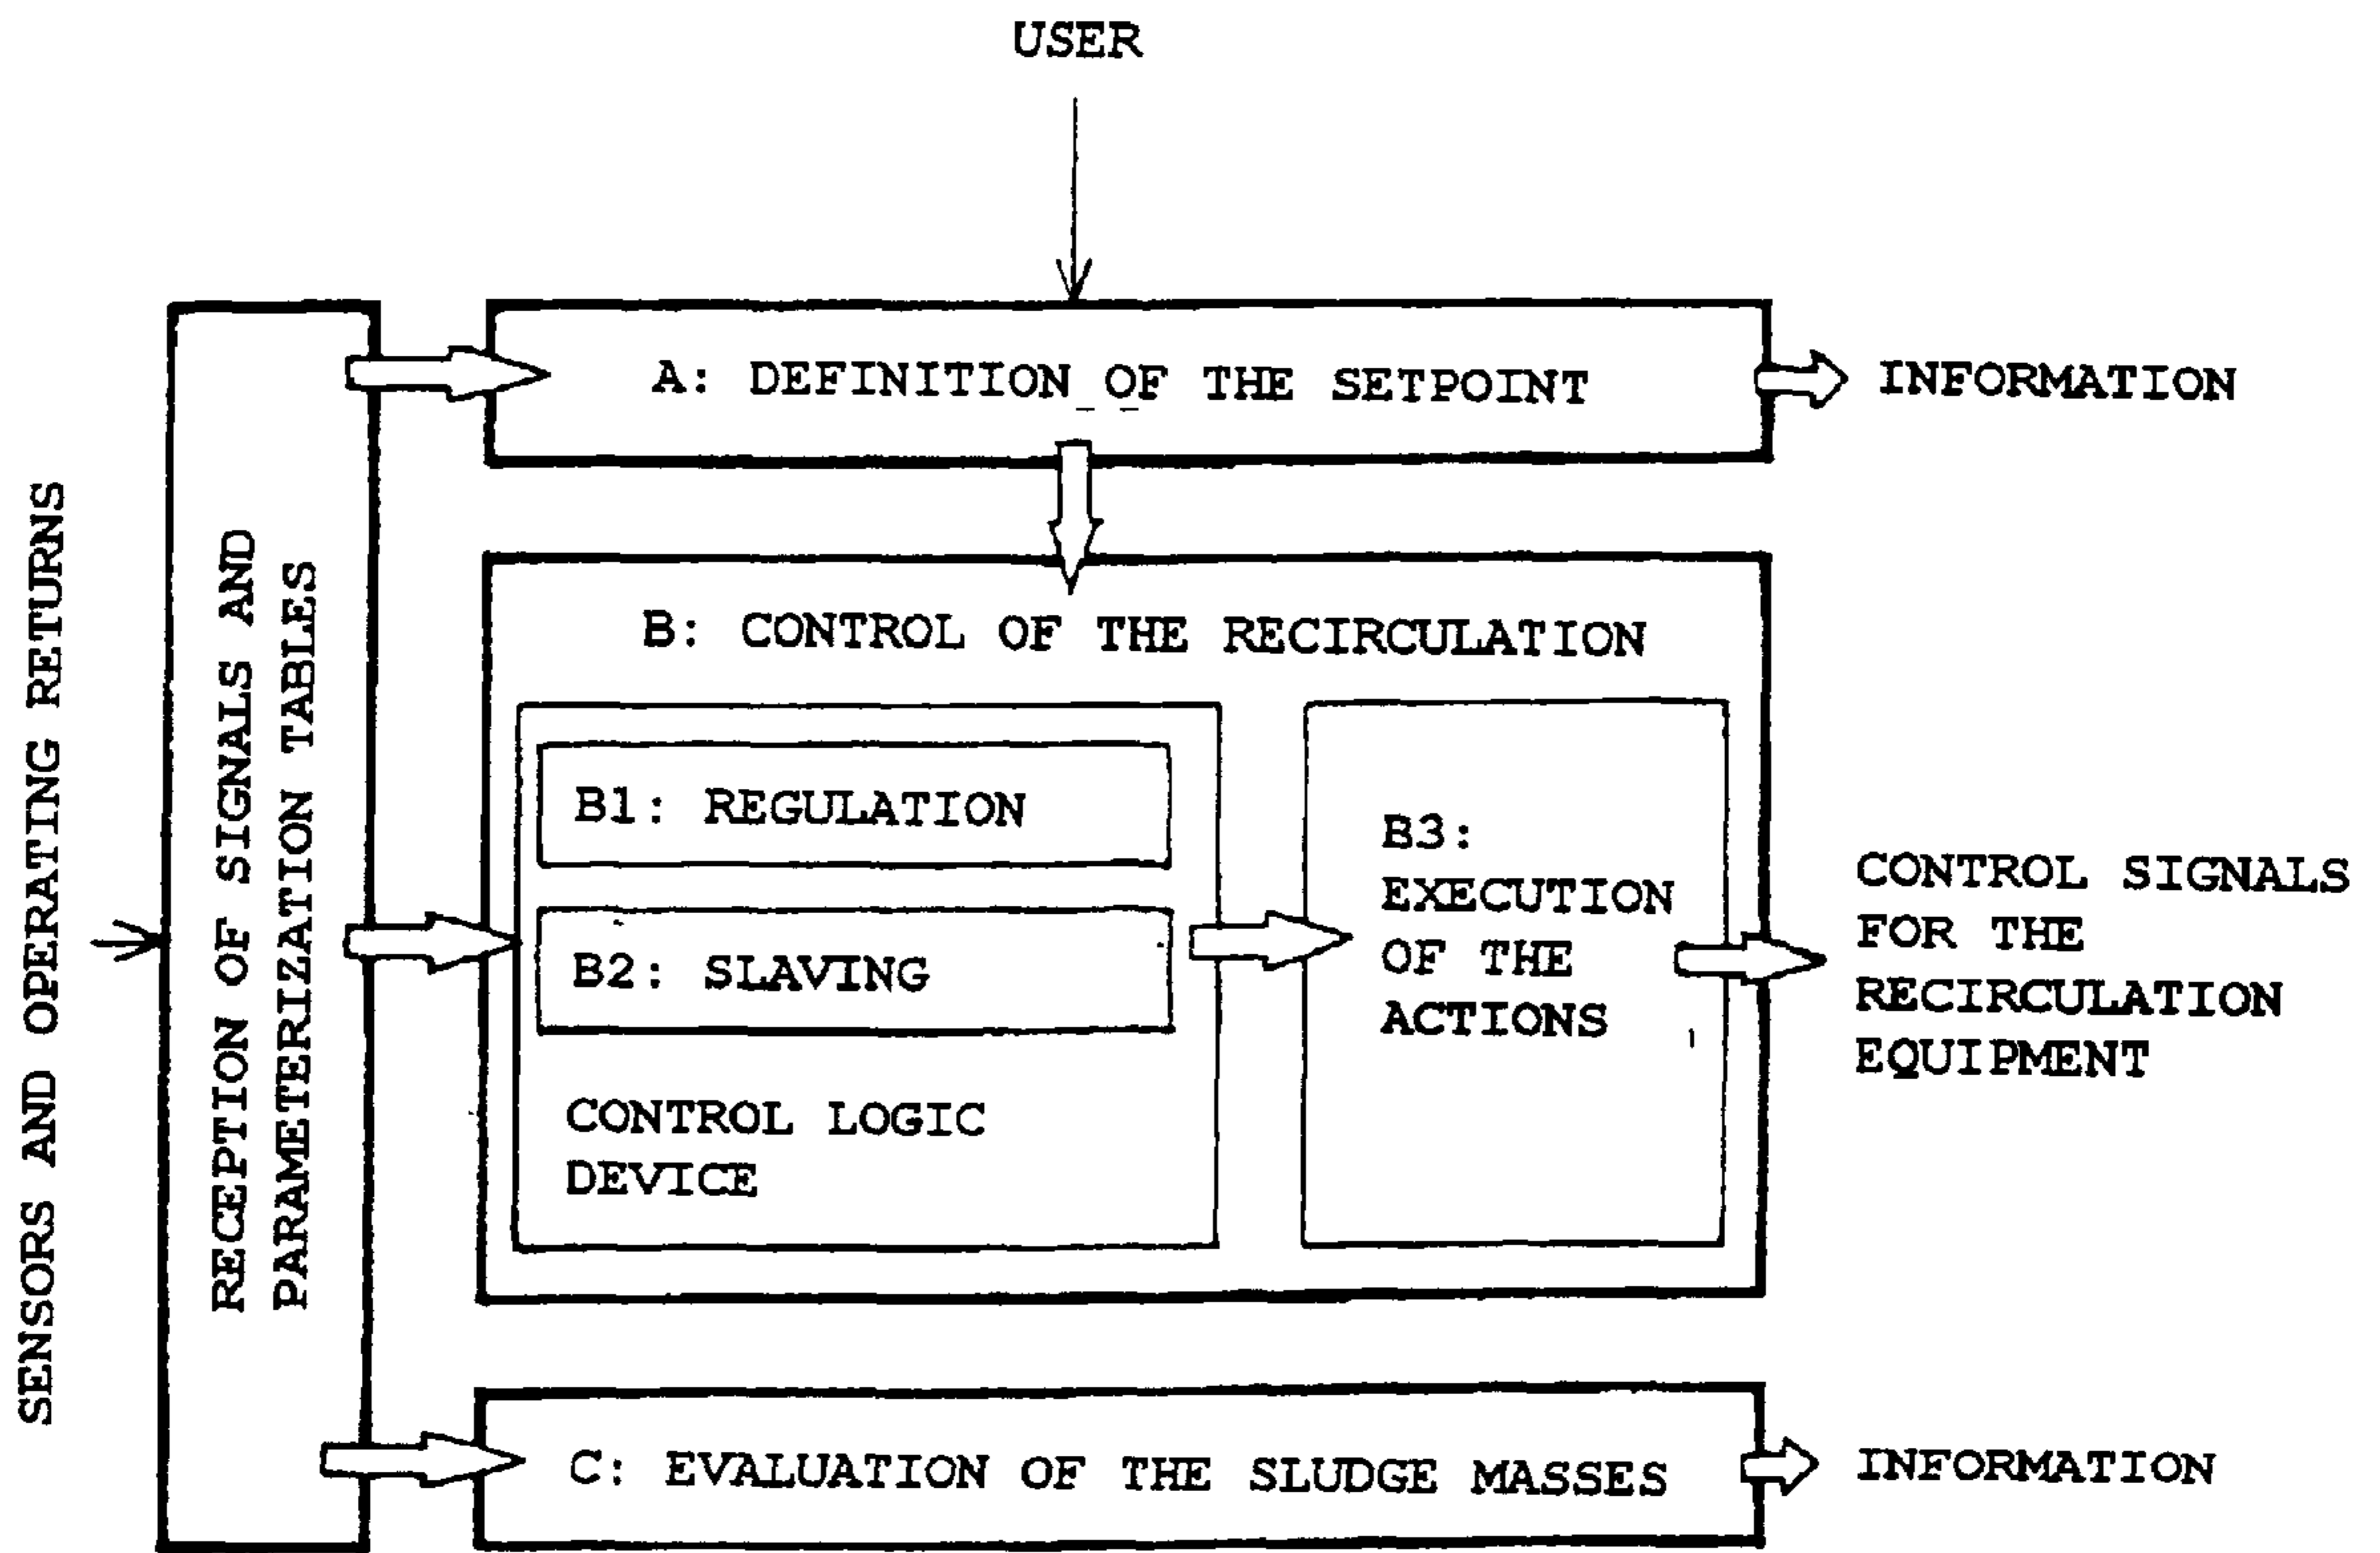 USER
SENSORS AND OPERATING RETURNS
RECEPTION OF SIGNALS AND
PARAMETERIZATION TABLES
A: DEFINITION OF THE SETPOINT
INFORMATION
B: CONTROL OF THE RECIRCULATION
B1: REGULATION
B2: SLAVING
CONTROL LOGIC
DEVICE
B3:
EXECUTION
OF THE
ACTIONS
CONTROL SIGNALS
FOR THE
RECIRCULATION
EQUIPMENT
C: EVALUATION OF THE SLUDGE MASSES
INFORMATION